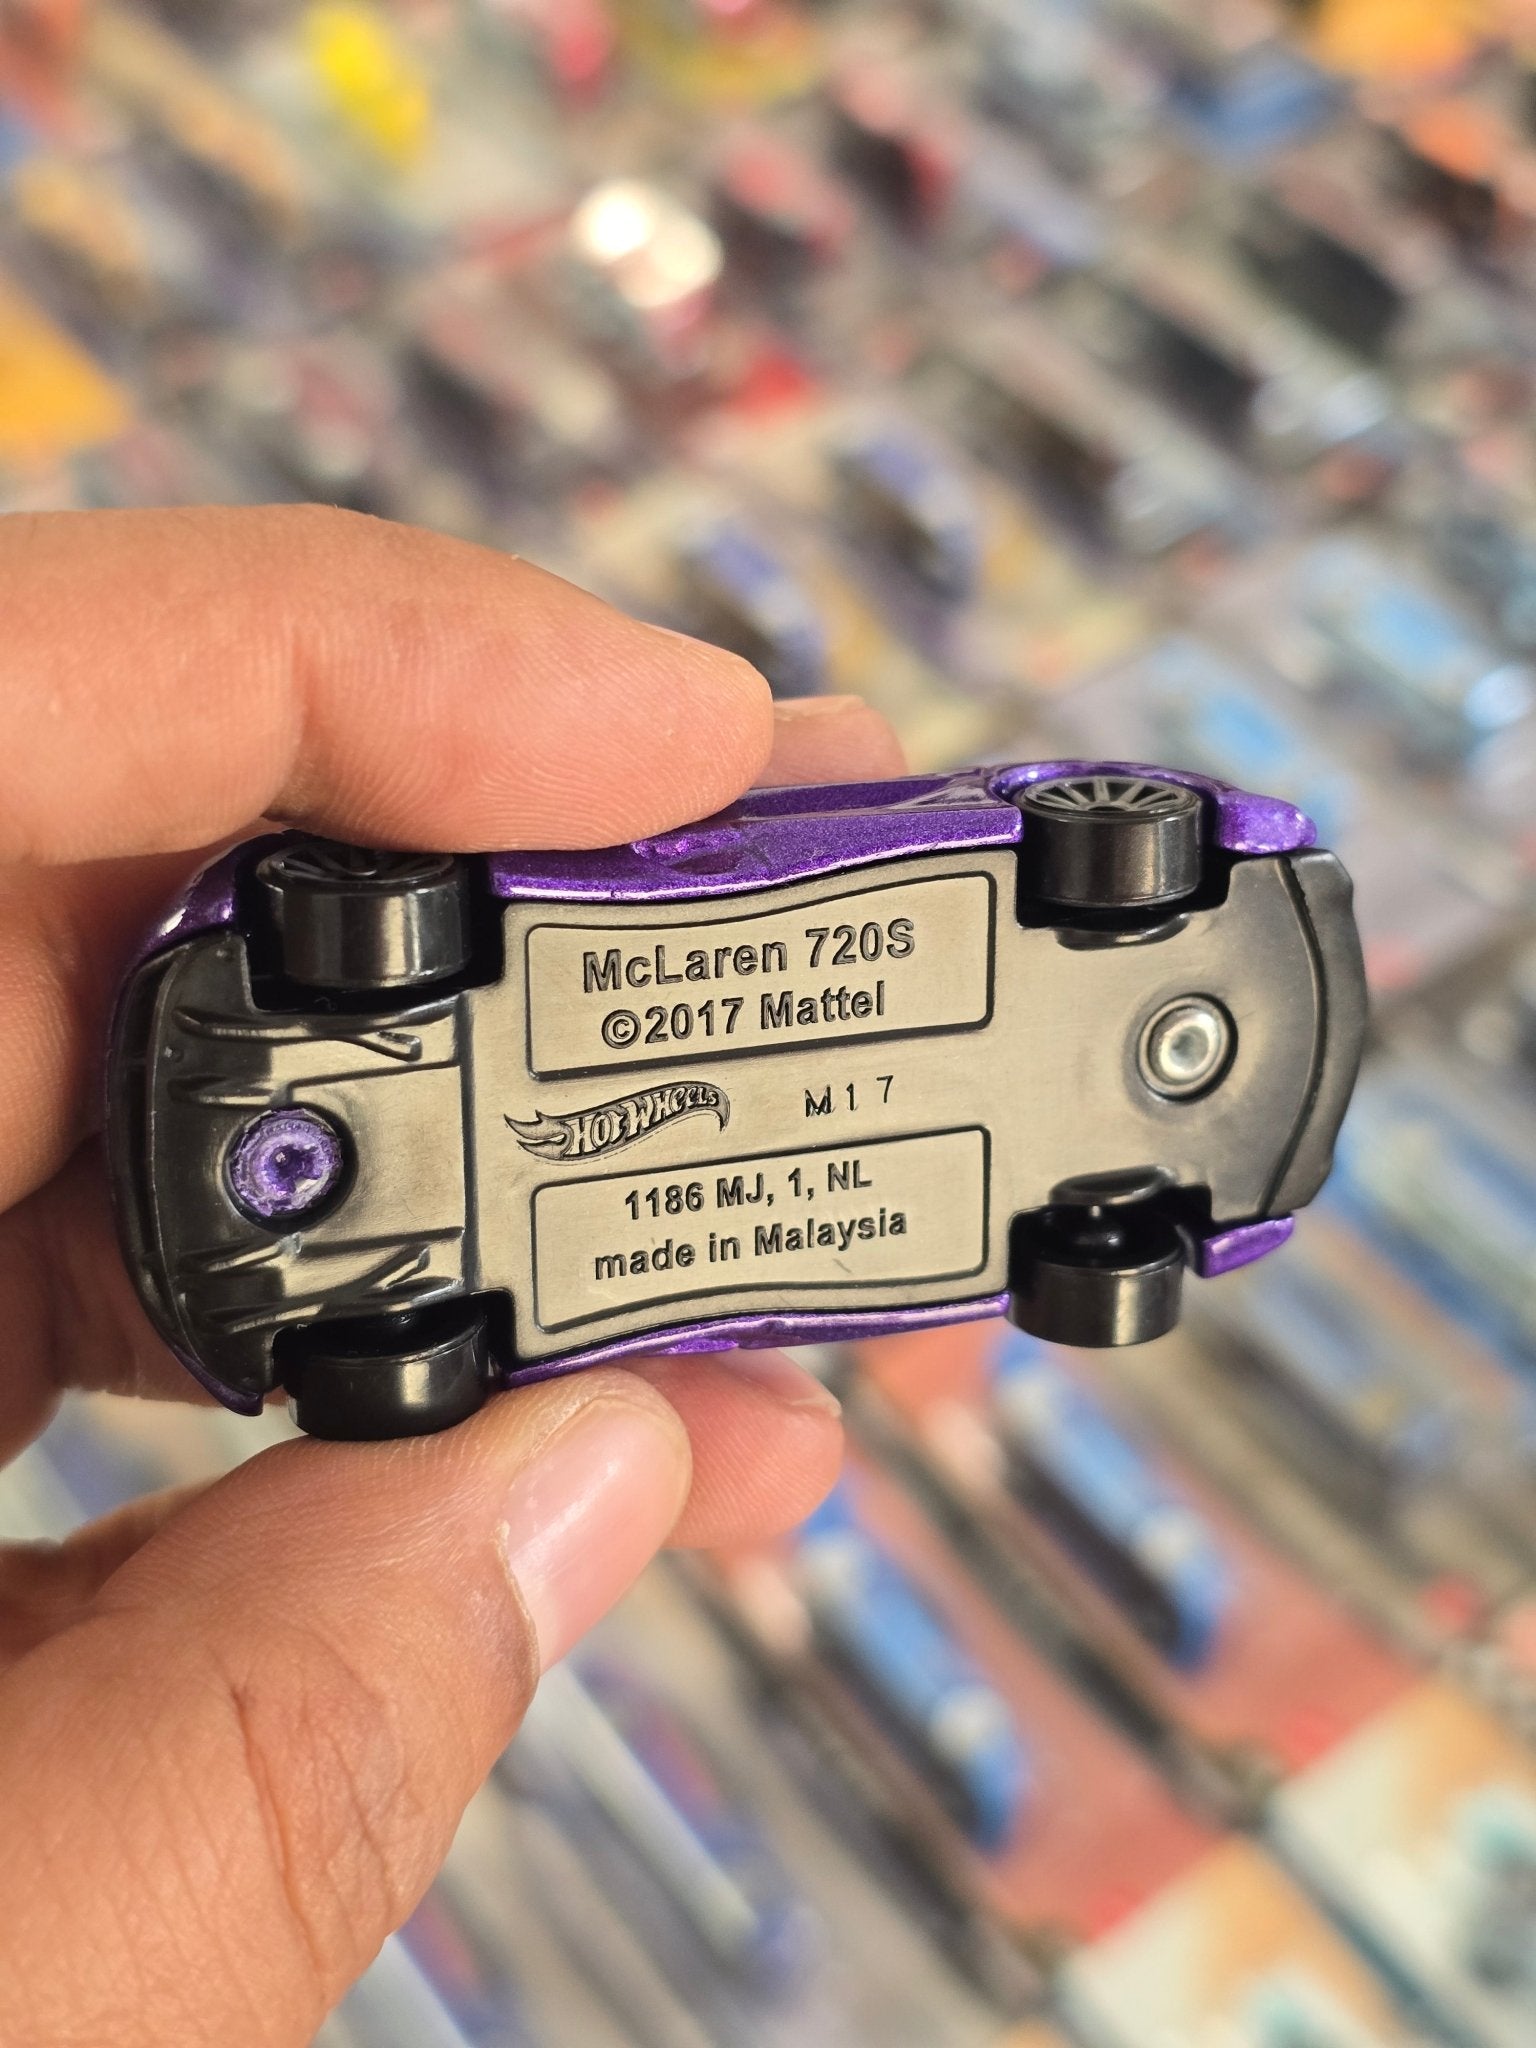 McLaren 720S
©2017 Mattel
HOT WHEELS
M17
1186 MJ, 1, NL
made in Malaysia